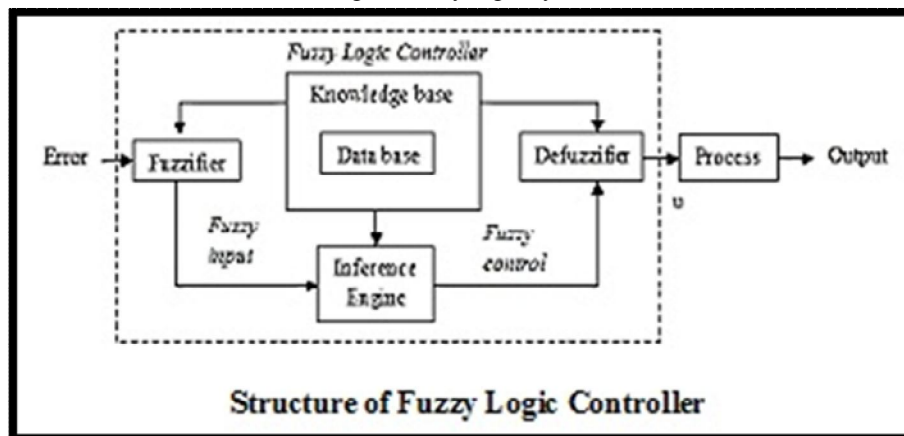 Fuzzy Logic Controller
Knowledge base
Data base
Error
Fuzzifier
Defuzzifier
Process
Output
υ
Fuzzy
input
Fuzzy
control
Inference
Engine
Structure of Fuzzy Logic Controller